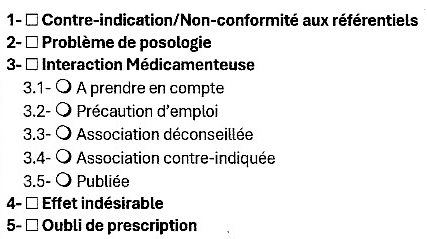 1- ☐ Contre-indication/Non-conformité aux référentiels
2- ☐ Problème de posologie
3- ☐ Interaction Médicamenteuse
3.1- ○ A prendre en compte
3.2- ○ Précaution d'emploi
3.3- ○ Association déconseillée
3.4- ○ Association contre-indiquée
3.5- ○ Publiée
4- ☐ Effet indésirable
5- ☐ Oubli de prescription